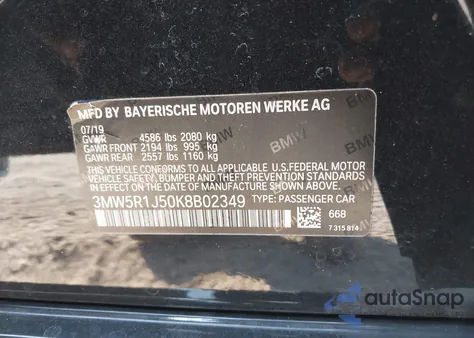 MFD BY BAYERISCHE MOTOREN WERKE AG
07/19
GVWR 4586 lbs 2080 kg
GAWR FRONT 2194 lbs 995 kg
GAWR REAR 2557 lbs 1160 kg
THIS VEHICLE CONFORMS TO ALL APPLICABLE U.S.FEDERAL MOTOR
VEHICLE SAFETY, BUMPER, AND THEFT PREVENTION STANDARDS
IN EFFECT ON THE DATE OF MANUFACTURE SHOWN ABOVE.
3MW5R1J50K8B02349 TYPE: PASSENGER CAR
668
7 315 814
BMW
BMW
BMW
autoSnap